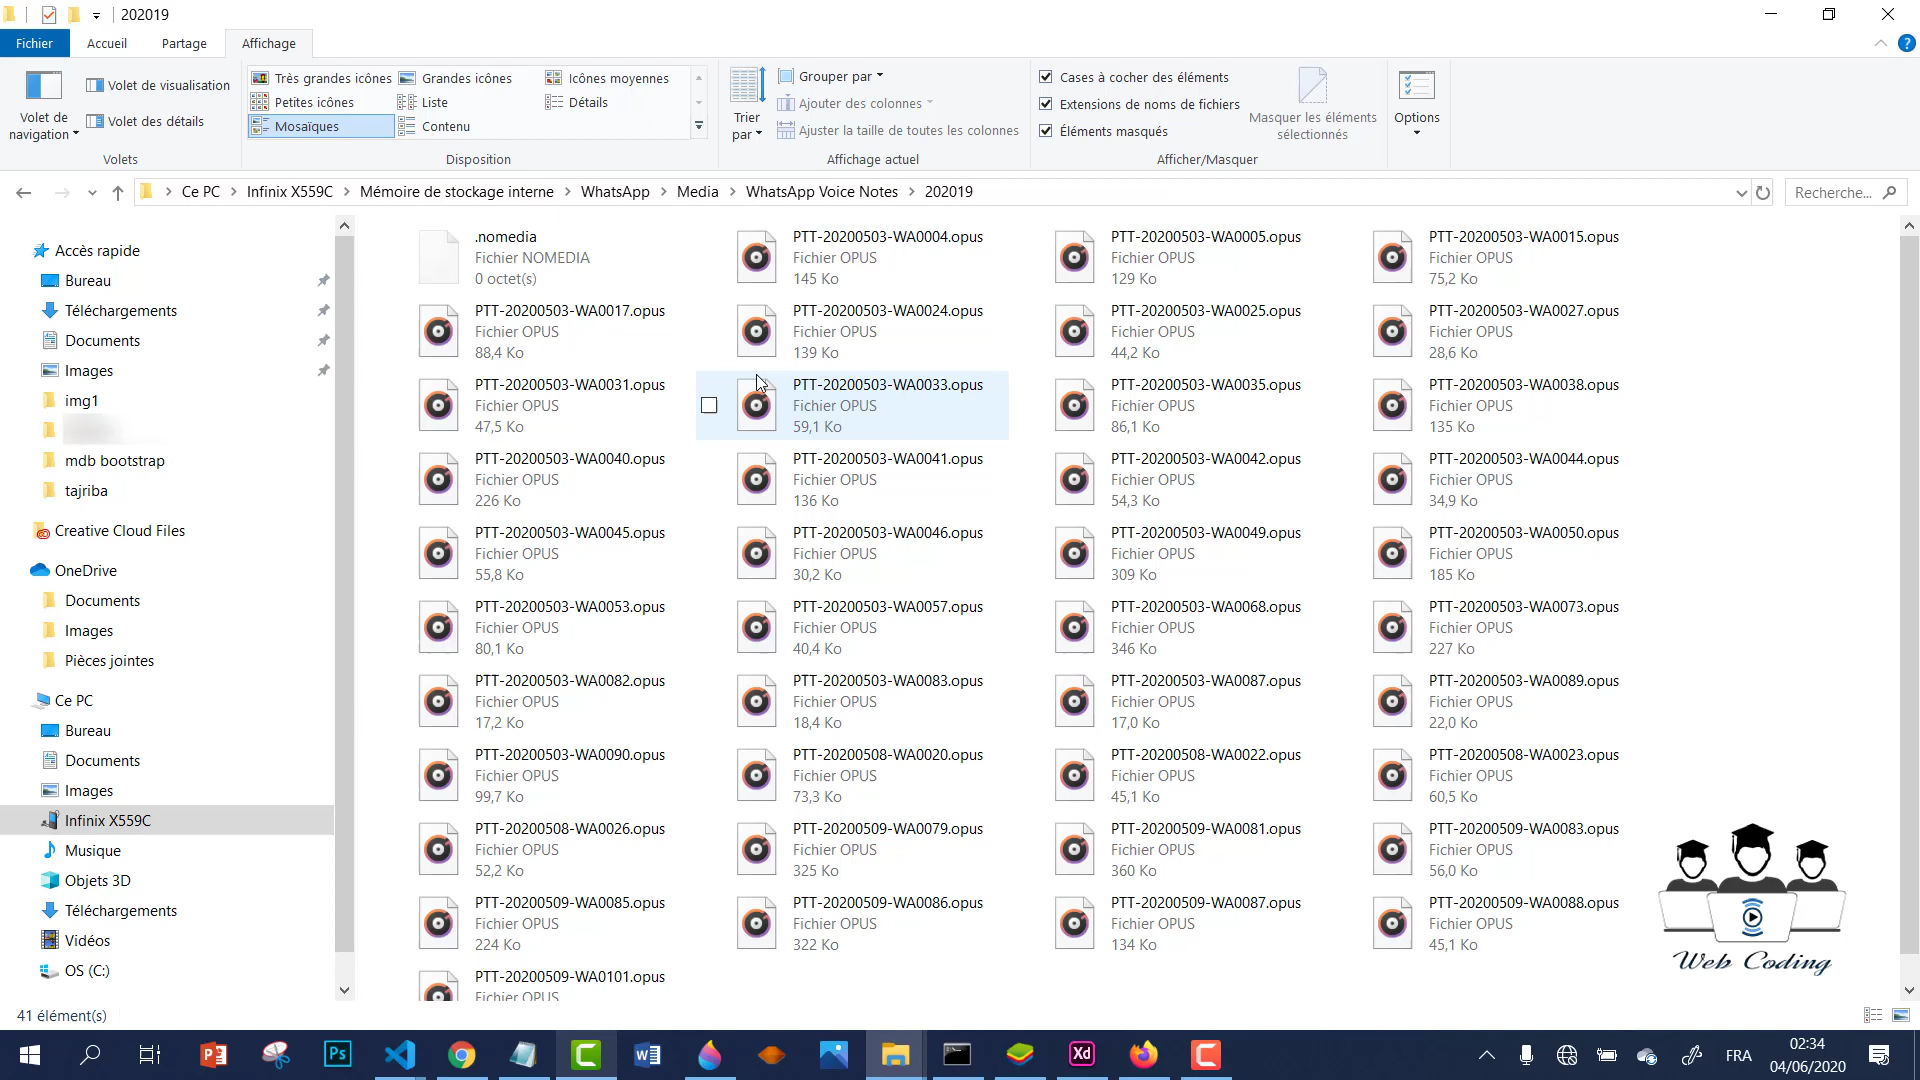 202019
Fichier
Accueil
Partage
Affichage
Volet de navigation
Volet de visualisation
Volet des détails
Volets
Très grandes icônes
Grandes icônes
Icônes moyennes
Petites icônes
Liste
Détails
Mosaïques
Contenu
Disposition
Trier par
Grouper par
Ajouter des colonnes
Ajuster la taille de toutes les colonnes
Affichage actuel
Cases à cocher des éléments
Extensions de noms de fichiers
Éléments masqués
Masquer les éléments sélectionnés
Afficher/Masquer
Options
Ce PC > Infinix X559C > Mémoire de stockage interne > WhatsApp > Media > WhatsApp Voice Notes > 202019
Recherche...
Accès rapide
Bureau
Téléchargements
Documents
Images
img1
mdb bootstrap
tajriba
Creative Cloud Files
OneDrive
Documents
Images
Pièces jointes
Ce PC
Bureau
Documents
Images
Infinix X559C
Musique
Objets 3D
Téléchargements
Vidéos
OS (C:)
.nomedia
Fichier NOMEDIA
0 octet(s)
PTT-20200503-WA0004.opus
Fichier OPUS
145 Ko
PTT-20200503-WA0005.opus
Fichier OPUS
129 Ko
PTT-20200503-WA0015.opus
Fichier OPUS
75,2 Ko
PTT-20200503-WA0017.opus
Fichier OPUS
88,4 Ko
PTT-20200503-WA0024.opus
Fichier OPUS
139 Ko
PTT-20200503-WA0025.opus
Fichier OPUS
44,2 Ko
PTT-20200503-WA0027.opus
Fichier OPUS
28,6 Ko
PTT-20200503-WA0031.opus
Fichier OPUS
47,5 Ko
PTT-20200503-WA0033.opus
Fichier OPUS
59,1 Ko
PTT-20200503-WA0035.opus
Fichier OPUS
86,1 Ko
PTT-20200503-WA0038.opus
Fichier OPUS
135 Ko
PTT-20200503-WA0040.opus
Fichier OPUS
226 Ko
PTT-20200503-WA0041.opus
Fichier OPUS
136 Ko
PTT-20200503-WA0042.opus
Fichier OPUS
54,3 Ko
PTT-20200503-WA0044.opus
Fichier OPUS
34,9 Ko
PTT-20200503-WA0045.opus
Fichier OPUS
55,8 Ko
PTT-20200503-WA0046.opus
Fichier OPUS
30,2 Ko
PTT-20200503-WA0049.opus
Fichier OPUS
309 Ko
PTT-20200503-WA0050.opus
Fichier OPUS
185 Ko
PTT-20200503-WA0053.opus
Fichier OPUS
80,1 Ko
PTT-20200503-WA0057.opus
Fichier OPUS
40,4 Ko
PTT-20200503-WA0068.opus
Fichier OPUS
346 Ko
PTT-20200503-WA0073.opus
Fichier OPUS
227 Ko
PTT-20200503-WA0082.opus
Fichier OPUS
17,2 Ko
PTT-20200503-WA0083.opus
Fichier OPUS
18,4 Ko
PTT-20200503-WA0087.opus
Fichier OPUS
17,0 Ko
PTT-20200503-WA0089.opus
Fichier OPUS
22,0 Ko
PTT-20200503-WA0090.opus
Fichier OPUS
99,7 Ko
PTT-20200508-WA0020.opus
Fichier OPUS
73,3 Ko
PTT-20200508-WA0022.opus
Fichier OPUS
45,1 Ko
PTT-20200508-WA0023.opus
Fichier OPUS
60,5 Ko
PTT-20200508-WA0026.opus
Fichier OPUS
52,2 Ko
PTT-20200509-WA0079.opus
Fichier OPUS
325 Ko
PTT-20200509-WA0081.opus
Fichier OPUS
360 Ko
PTT-20200509-WA0083.opus
Fichier OPUS
56,0 Ko
PTT-20200509-WA0085.opus
Fichier OPUS
224 Ko
PTT-20200509-WA0086.opus
Fichier OPUS
322 Ko
PTT-20200509-WA0087.opus
Fichier OPUS
134 Ko
PTT-20200509-WA0088.opus
Fichier OPUS
45,1 Ko
PTT-20200509-WA0101.opus
Fichier OPUS
Web Coding
41 élément(s)
Ps
Xd
FRA
02:34
04/06/2020